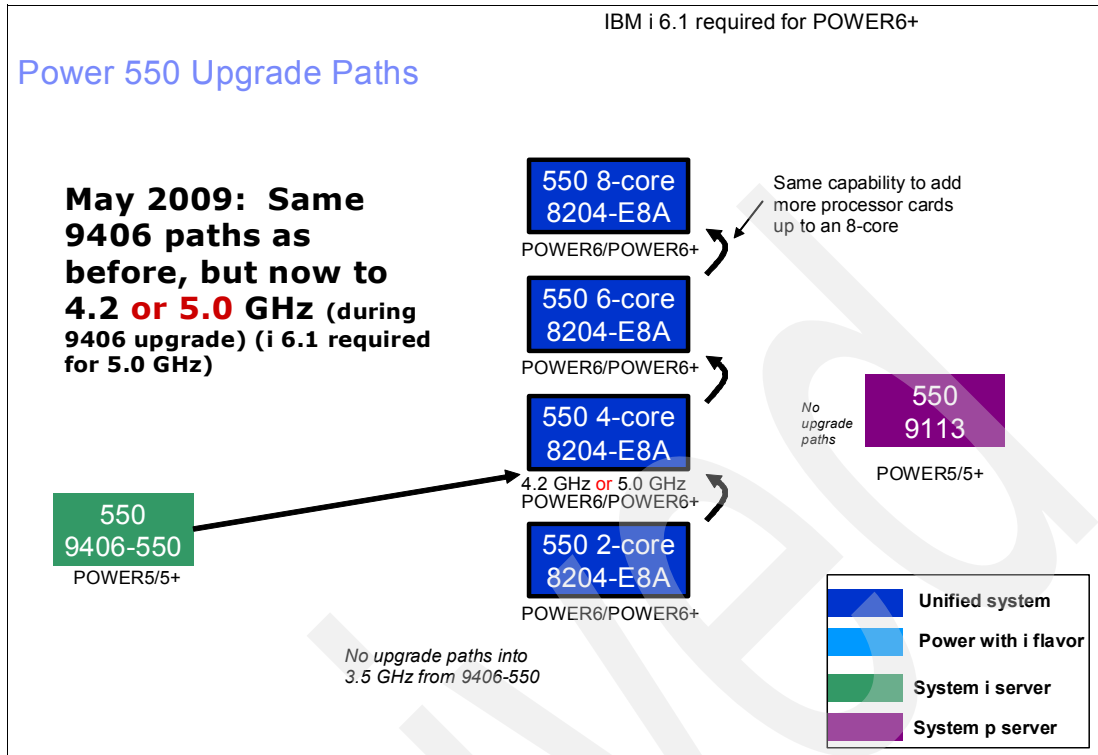 IBM i 6.1 required for POWER6+
Power 550 Upgrade Paths
May 2009:  Same
9406 paths as
before, but now to
4.2 or 5.0 GHz (during
9406 upgrade) (i 6.1 required
for 5.0 GHz)
550 8-core
8204-E8A
POWER6/POWER6+
Same capability to add
more processor cards
up to an 8-core
550 6-core
8204-E8A
POWER6/POWER6+
550 4-core
8204-E8A
4.2 GHz or 5.0 GHz
POWER6/POWER6+
No
upgrade
paths
550
9113
POWER5/5+
550
9406-550
POWER5/5+
550 2-core
8204-E8A
POWER6/POWER6+
No upgrade paths into
3.5 GHz from 9406-550
Unified system
Power with i flavor
System i server
System p server